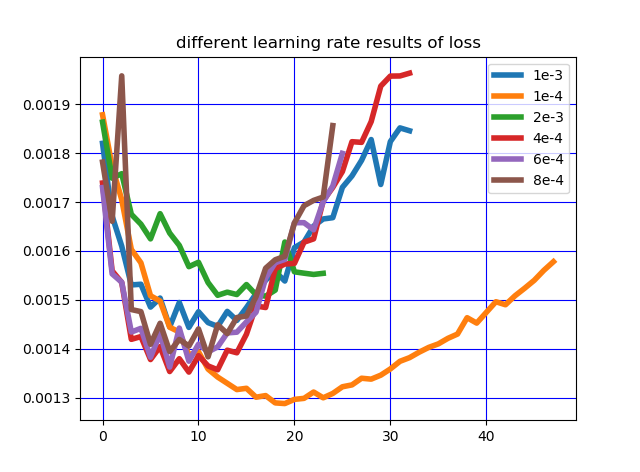 different learning rate results of loss
0.0019
0.0018
0.0017
0.0016
0.0015
0.0014
0.0013
1e-3
1e-4
2e-3
4e-4
6e-4
8e-4
0 10 20 30 40